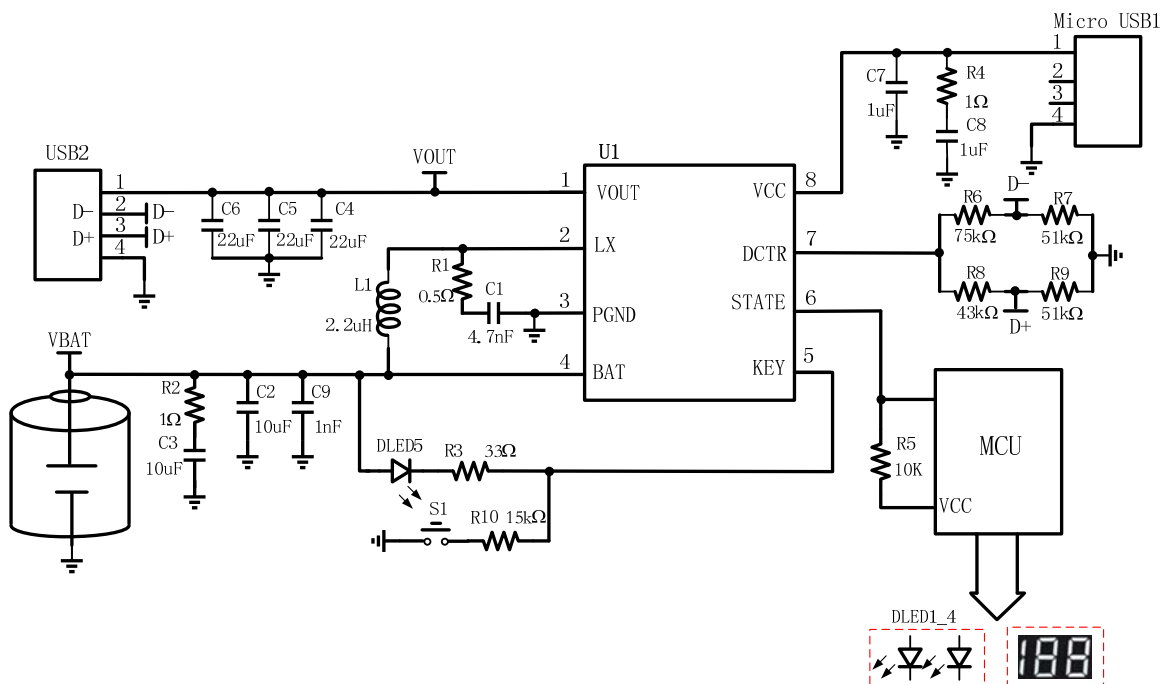 Micro USB1
1
2
3
4
C7
1uF
R4
1Ω
C8
1uF
USB2
1
D- 2 D-
D+ 3 D+
4
VOUT
C6
22uF
C5
22uF
C4
22uF
U1
1 VOUT
2 LX
3 PGND
4 BAT
VCC 8
DCTR 7
STATE 6
KEY 5
R1
0.5Ω
C1
4.7nF
L1
2.2uH
D-
R6
75kΩ
R7
51kΩ
R8
43kΩ
R9
51kΩ
D+
VBAT
R2
1Ω
C3
10uF
C2
10uF
C9
1nF
DLED5
R3 33Ω
S1
R10 15kΩ
R5
10K
MCU
VCC
DLED1_4
188